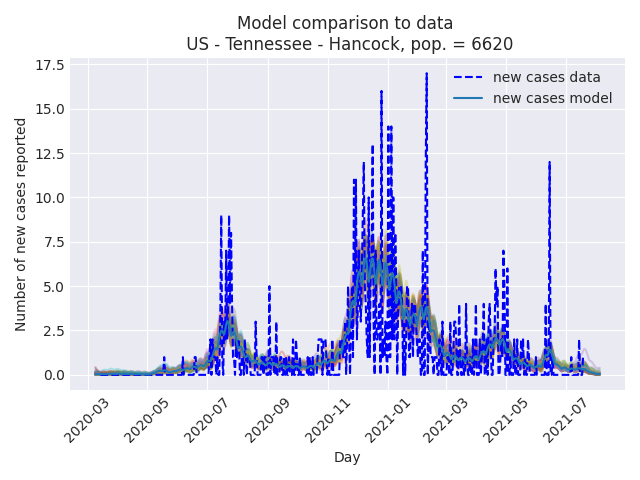 Model comparison to data
US - Tennessee - Hancock, pop. = 6620
17.5
15.0
12.5
10.0
7.5
5.0
2.5
0.0
Number of new cases reported
new cases data
new cases model
2020-03
2020-05
2020-07
2020-09
2020-11
2021-01
2021-03
2021-05
2021-07
Day